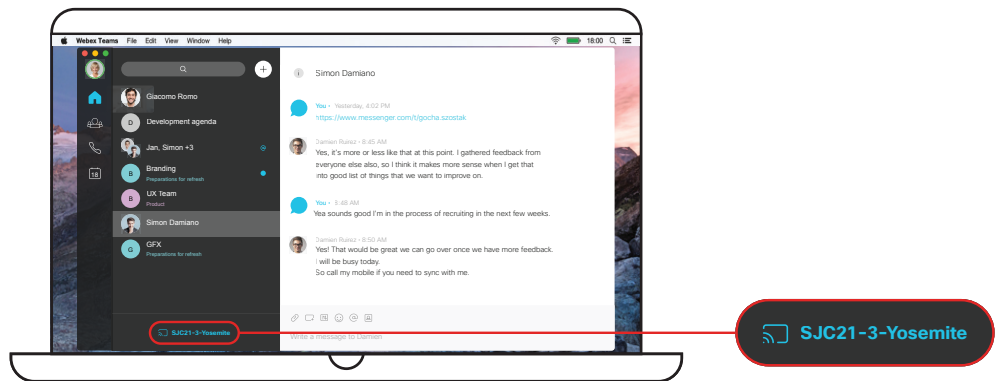 Webex Teams File Edit View Window Help
18:00
Simon Damiano
Giacomo Romo
D Development agenda
Jan, Simon +3
B Branding
Preparations for refresh
B UX Team
Product
Simon Damiano
G GFX
Preparations for refresh
18
You • Yesterday, 4:02 PM
https://www.messenger.com/t/gocha.szostak
Damien Runez • 8:45 AM
Yes, it's more or less like that at this point. I gathered feedback from
everyone else also, so I think it makes more sense when I get that
into good list of things that we want to improve on.
You • 8:48 AM
Yea sounds good I'm in the process of recruiting in the next few weeks.
Damien Runez • 8:50 AM
Yes! That would be great we can go over once we have more feedback.
I will be busy today.
So call my mobile if you need to sync with me.
SJC21-3-Yosemite
Write a message to Damien
SJC21-3-Yosemite